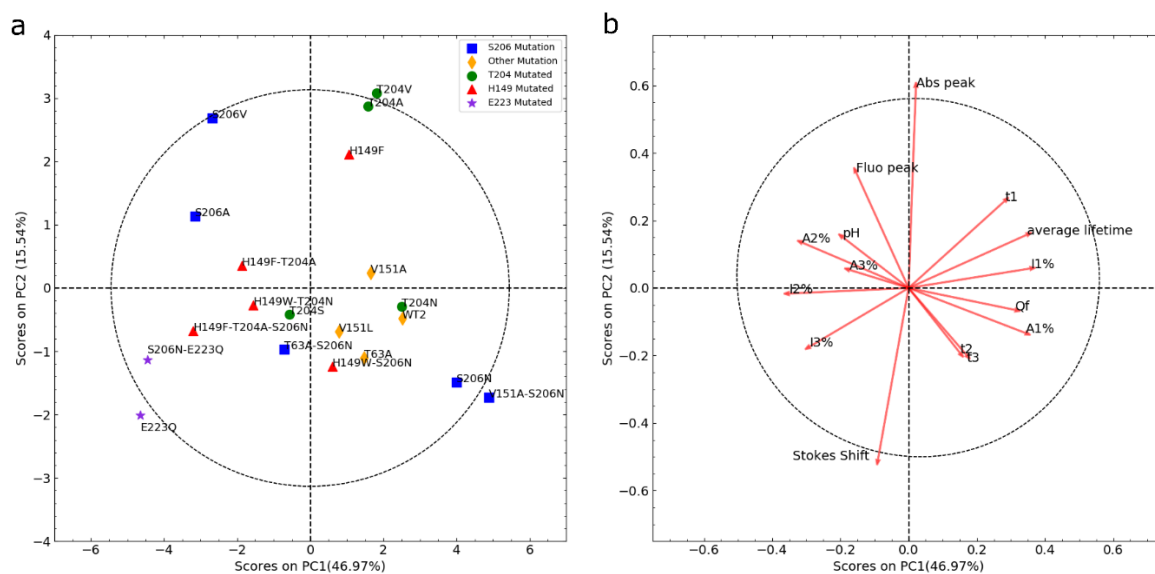 a
S206 Mutation
Other Mutation
T204 Mutated
H149 Mutated
E223 Mutated
T204V
T204A
S206V
H149F
S206A
H149F-T204A
V151A
H149W-T204N
T204N
T204S
WT2
H149F-T204A-S206N
V151L
S206N-E223Q
T63A-S206N
T63A
H149W-S206N
S206N
V151A-S206N
E223Q
4
3
2
1
0
−1
−2
−3
−4
Scores on PC2 (15.54%)
−6
−4
−2
0
2
4
6
Scores on PC1(46.97%)
b
Abs peak
Fluo peak
t1
pH
average lifetime
A2%
A3%
I1%
I2%
Qf
A1%
I3%
t2
t3
Stokes Shift
0.6
0.4
0.2
0.0
−0.2
−0.4
−0.6
Scores on PC2 (15.54%)
−0.6
−0.4
−0.2
0.0
0.2
0.4
0.6
Scores on PC1(46.97%)